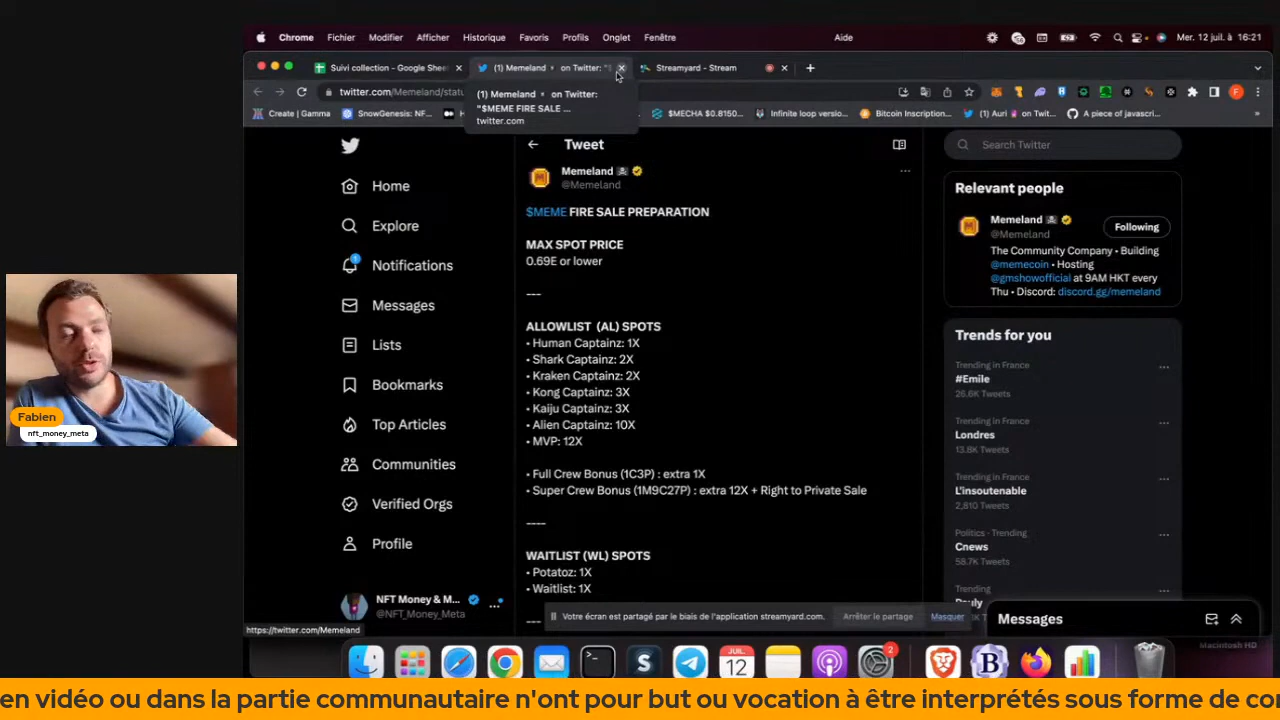 Chrome Fichier Modifier Afficher Historique Favoris Profils Onglet Fenêtre Aide Mer. 12 juil. à 16:21
Suivi collection - Google Shee
(1) Memeland on Twitter: "$
Streamyard - Stream
twitter.com/Memeland/statu
(1) Memeland on Twitter:
"$MEME FIRE SALE ...
twitter.com
Create | Gamma
SnowGenesis: NF...
$MECHA $0.8150...
Infinite loop versio...
Bitcoin Inscription...
(1) Auri on Twit...
A piece of javascri...
Home
Explore
Notifications
Messages
Lists
Bookmarks
Top Articles
Communities
Verified Orgs
Profile
NFT Money & M...
@NFT_Money_Meta
https://twitter.com/Memeland
Tweet
Memeland
@Memeland
$MEME FIRE SALE PREPARATION
MAX SPOT PRICE
0.69E or lower
---
ALLOWLIST (AL) SPOTS
• Human Captainz: 1X
• Shark Captainz: 2X
• Kraken Captainz: 2X
• Kong Captainz: 3X
• Kaiju Captainz: 3X
• Alien Captainz: 10X
• MVP: 12X
• Full Crew Bonus (1C3P) : extra 1X
• Super Crew Bonus (1M9C27P) : extra 12X + Right to Private Sale
----
WAITLIST (WL) SPOTS
• Potatoz: 1X
• Waitlist: 1X
---
Search Twitter
Relevant people
Memeland
@Memeland
Following
The Community Company • Building
@memecoin • Hosting
@gmshowofficial at 9AM HKT every
Thu • Discord: discord.gg/memeland
Trends for you
Trending in France
#Emile
26.6K Tweets
Trending in France
Londres
13.8K Tweets
Trending in France
L'insoutenable
2,810 Tweets
Politics · Trending
Cnews
58.7K Tweets
Trending
Messages
Votre écran est partagé par le biais de l'application streamyard.com. Arrêter le partage Masquer
Macintosh HD
JUIL.
12
2
Fabien
nft_money_meta
en vidéo ou dans la partie communautaire n'ont pour but ou vocation à être interprétés sous forme de co